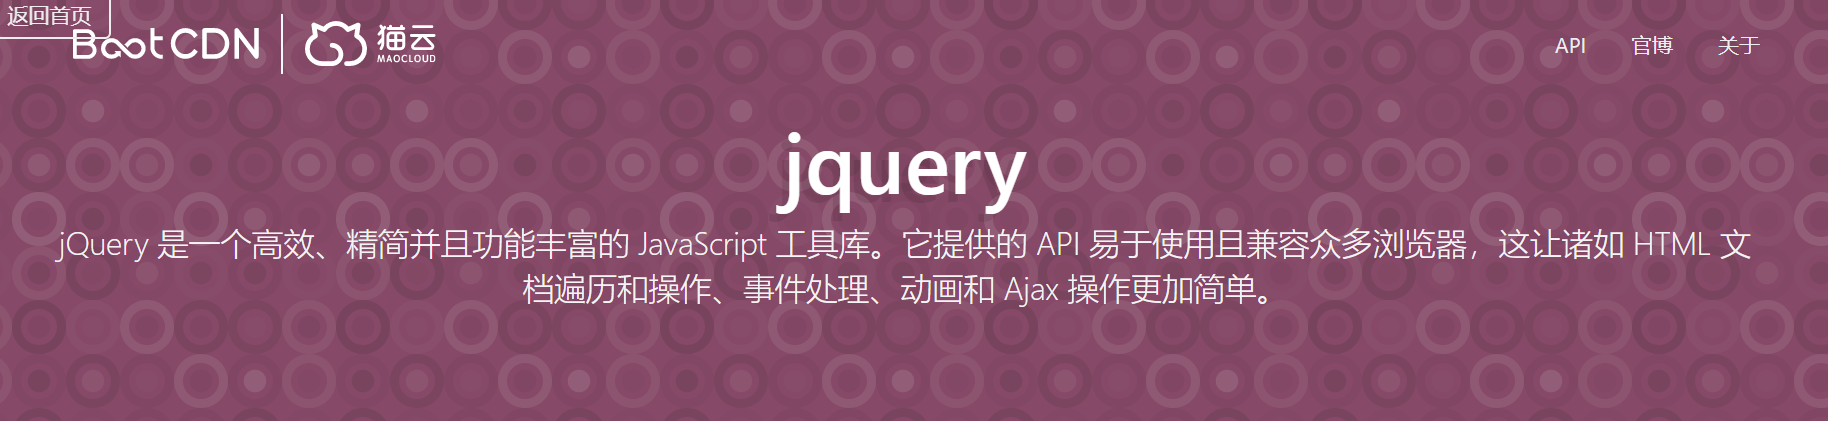 返回首页
BootCDN 猫云 MAOCLOUD API 官博 关于
jquery
jQuery 是一个高效、精简并且功能丰富的 JavaScript 工具库。它提供的 API 易于使用且兼容众多浏览器，这让诸如 HTML 文
档遍历和操作、事件处理、动画和 Ajax 操作更加简单。